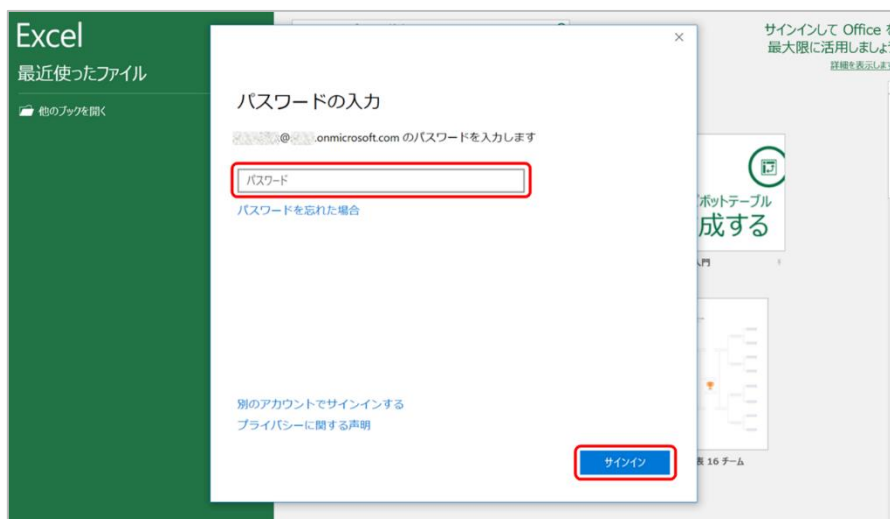 Excel
最近使ったファイル
他のブックを開く
サインインして Office を
最大限に活用しましょう
詳細を表示します
パスワードの入力
@ .onmicrosoft.com のパスワードを入力します
パスワード
パスワードを忘れた場合
別のアカウントでサインインする
プライバシーに関する声明
サインイン
ボットテーブル
成する
入門
表 16 チーム